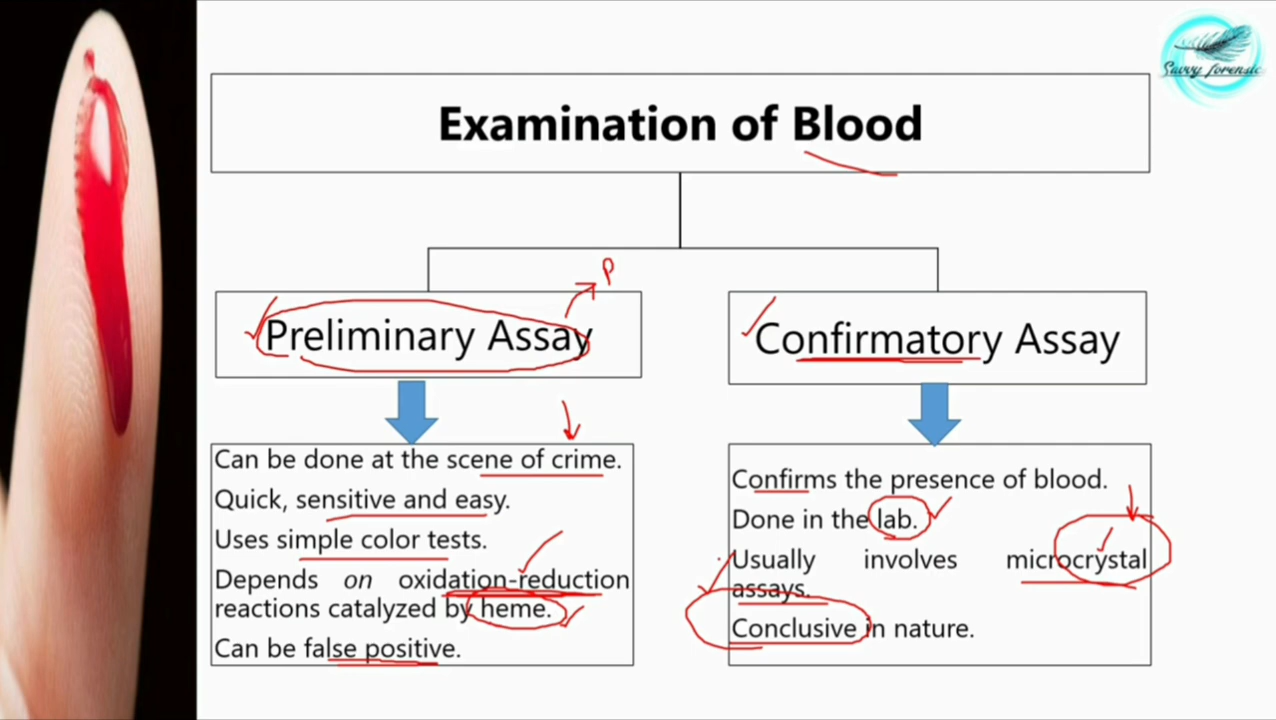 Savvy forensic
Examination of Blood
P
Preliminary Assay
Confirmatory Assay
Can be done at the scene of crime.
Quick, sensitive and easy.
Uses simple color tests.
Depends on oxidation-reduction
reactions catalyzed by heme.
Can be false positive.
Confirms the presence of blood.
Done in the lab.
Usually involves microcrystal
assays.
Conclusive in nature.